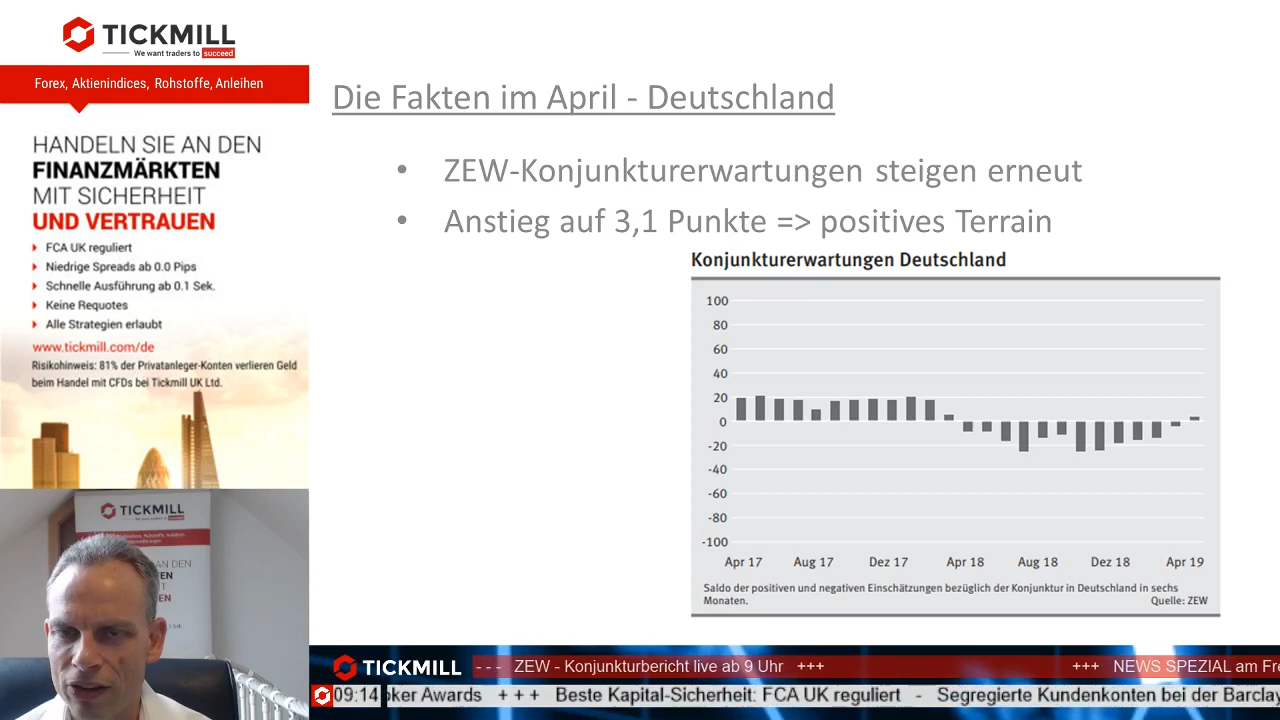 TICKMILL
We want traders to succeed
Forex, Aktienindices, Rohstoffe, Anleihen
HANDELN SIE AN DEN
FINANZMÄRKTEN
MIT SICHERHEIT
UND VERTRAUEN
FCA UK reguliert
Niedrige Spreads ab 0.0 Pips
Schnelle Ausführung ab 0.1 Sek.
Keine Requotes
Alle Strategien erlaubt
www.tickmill.com/de
Risikohinweis: 81% der Privatanleger-Konten verlieren Geld
beim Handel mit CFDs bei Tickmill UK Ltd.
TICKMILL
Die Fakten im April - Deutschland
• ZEW-Konjunkturerwartungen steigen erneut
• Anstieg auf 3,1 Punkte => positives Terrain
Konjunkturerwartungen Deutschland
100
80
60
40
20
0
-20
-40
-60
-80
-100
Apr 17 Aug 17 Dez 17 Apr 18 Aug 18 Dez 18 Apr 19
Saldo der positiven und negativen Einschätzungen bezüglich der Konjunktur in Deutschland in sechs
Monaten. Quelle: ZEW
TICKMILL - - - ZEW - Konjunkturbericht live ab 9 Uhr +++ +++ NEWS SPEZIAL am Fre
09:14 oker Awards + + + Beste Kapital-Sicherheit: FCA UK reguliert - Segregierte Kundenkonten bei der Barclay